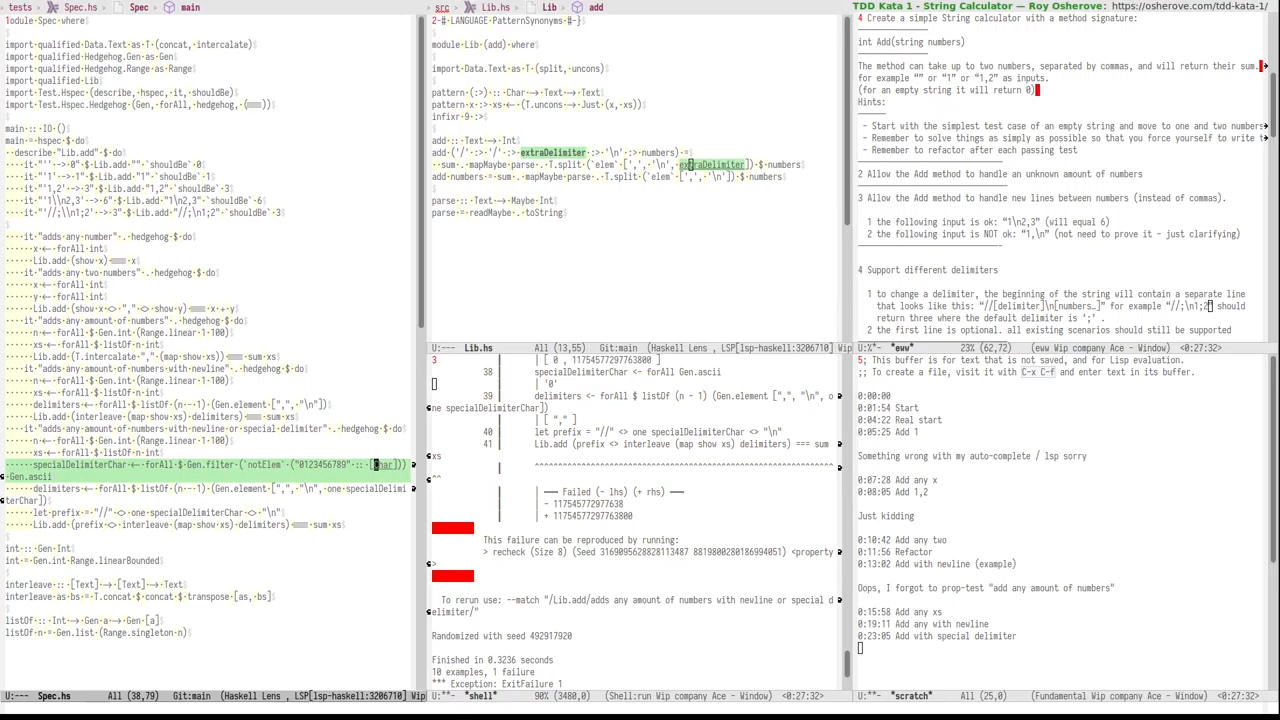 tests  Spec.hs  main
1odule Spec where
import qualified Data.Text as T (concat, intercalate)
import qualified Hedgehog.Gen as Gen
import qualified Hedgehog.Range as Range
import qualified Lib
import Test.Hspec (describe, hspec, it, shouldBe)
import Test.Hspec.Hedgehog (Gen, forAll, hedgehog, (===))
main :: IO ()
main = hspec $ do
  describe "Lib.add" $ do
    it "'' -> 0" $ Lib.add "" `shouldBe` 0
    it "'1' -> 1" $ Lib.add "1" `shouldBe` 1
    it "'1,2' -> 3" $ Lib.add "1,2" `shouldBe` 3
    it "'1\\n2,3' -> 6" $ Lib.add "1\n2,3" `shouldBe` 6
    it "'//;\\n1;2' -> 3" $ Lib.add "//;\n1;2" `shouldBe` 3
    it "adds any number" . hedgehog $ do
      x <- forAll int
      Lib.add (show x) === x
    it "adds any two numbers" . hedgehog $ do
      x <- forAll int
      y <- forAll int
      Lib.add (show x <> "," <> show y) === x + y
    it "adds any amount of numbers" . hedgehog $ do
      n <- forAll $ Gen.int (Range.linear 1 100)
      xs <- forAll $ listOf n int
      Lib.add (T.intercalate "," (map show xs)) === sum xs
    it "adds any amount of numbers with newline" . hedgehog $ do
      n <- forAll $ Gen.int (Range.linear 1 100)
      xs <- forAll $ listOf n int
      delimiters <- forAll $ listOf (n - 1) (Gen.element [",", "\n"])
      Lib.add (interleave (map show xs) delimiters) === sum xs
    it "adds any amount of numbers with newline or special delimiter" . hedgehog $ do
      n <- forAll $ Gen.int (Range.linear 1 100)
      xs <- forAll $ listOf n int
      specialDelimiterChar <- forAll $ Gen.filter (`notElem` ("0123456789" :: [Char]))
Gen.ascii
      delimiters <- forAll $ listOf (n - 1) (Gen.element [",", "\n", one specialDelimi
terChar])
      let prefix = "//" <> one specialDelimiterChar <> "\n"
      Lib.add (prefix <> interleave (map show xs) delimiters) === sum xs
int :: Gen Int
int = Gen.int Range.linearBounded
interleave :: [Text] -> [Text] -> Text
interleave as bs = T.concat $ concat $ transpose [as, bs]
listOf :: Int -> Gen a -> Gen [a]
listOf n = Gen.list (Range.singleton n)
U:--- Spec.hs All (38,79) Git:main (Haskell Lens , LSP[lsp-haskell:3206710] Wip
src  Lib.hs  Lib  add
2-# LANGUAGE PatternSynonyms #-}
module Lib (add) where
import Data.Text as T (split, uncons)
pattern (:>) :: Char -> Text -> Text
pattern x :> xs <- (T.uncons -> Just (x, xs))
infixr 9 :>
add :: Text -> Int
add ('/' :> '/' :> extraDelimiter :> '\n' :> numbers) =
  sum . mapMaybe parse . T.split (`elem` [',', '\n', extraDelimiter]) $ numbers
add numbers = sum . mapMaybe parse . T.split (`elem` [',', '\n']) $ numbers
parse :: Text -> Maybe Int
parse = readMaybe . toString
U:--- Lib.hs All (13,55) Git:main (Haskell Lens , LSP[lsp-haskell:3206710] Wip
3 | [ 0 , 117545772977638​00 ]
38 specialDelimiterChar <- forAll Gen.ascii
| '0'
39 delimiters <- forAll $ listOf (n - 1) (Gen.element [",", "\n", o
ne specialDelimiterChar])
| [ "," ]
40 let prefix = "//" <> one specialDelimiterChar <> "\n"
41 Lib.add (prefix <> interleave (map show xs) delimiters) === sum
xs
| ^^^^^^^^^^^^^^^^^^^^^^^^^^^^^^^^^^^^^^^^^^^^^^^^^^^^^^^^^^^^^
^^
| ━━━ Failed (- lhs) (+ rhs) ━━━
| - 117545772977638
| + 11754577297763800
This failure can be reproduced by running:
> recheck (Size 8) (Seed 3169095628828113487 8819800280186994051) <property
>
To rerun use: --match "/Lib.add/adds any amount of numbers with newline or special d
elimiter/"
Randomized with seed 492917920
Finished in 0.3236 seconds
10 examples, 1 failure
*** Exception: ExitFailure 1
U:**- *shell* 90% (3480,0) (Shell:run Wip company Ace - Window) <0:27:32>
TDD Kata 1 - String Calculator — Roy Osherove: https://osherove.com/tdd-kata-1/
4 Create a simple String calculator with a method signature:
int Add(string numbers)
The method can take up to two numbers, separated by commas, and will return their sum.
for example “” or “1” or “1,2” as inputs.
(for an empty string it will return 0)
Hints:
- Start with the simplest test case of an empty string and move to one and two numbers
- Remember to solve things as simply as possible so that you force yourself to write t
- Remember to refactor after each passing test
2 Allow the Add method to handle an unknown amount of numbers
3 Allow the Add method to handle new lines between numbers (instead of commas).
1 the following input is ok: “1\n2,3” (will equal 6)
2 the following input is NOT ok: “1,\n” (not need to prove it - just clarifying)
4 Support different delimiters
1 to change a delimiter, the beginning of the string will contain a separate line
that looks like this: “//[delimiter]\n[numbers…]” for example “//;\n1;2” should
return three where the default delimiter is ‘;’ .
2 the first line is optional. all existing scenarios should still be supported
U:**- *eww* 23% (62,72) (eww Wip company Ace - Window) <0:27:32>
5; This buffer is for text that is not saved, and for Lisp evaluation.
;; To create a file, visit it with C-x C-f and enter text in its buffer.
0:00:00
0:01:54 Start
0:04:22 Real start
0:05:25 Add 1
Something wrong with my auto-complete / lsp sorry
0:07:28 Add any x
0:08:05 Add 1,2
Just kidding
0:10:42 Add any two
0:11:56 Refactor
0:13:02 Add with newline (example)
Oops, I forgot to prop-test "add any amount of numbers"
0:15:58 Add any xs
0:19:11 Add any with newline
0:23:05 Add with special delimiter
U:**- *scratch* All (25,0) (Fundamental Wip company Ace - Window) <0:27:32>